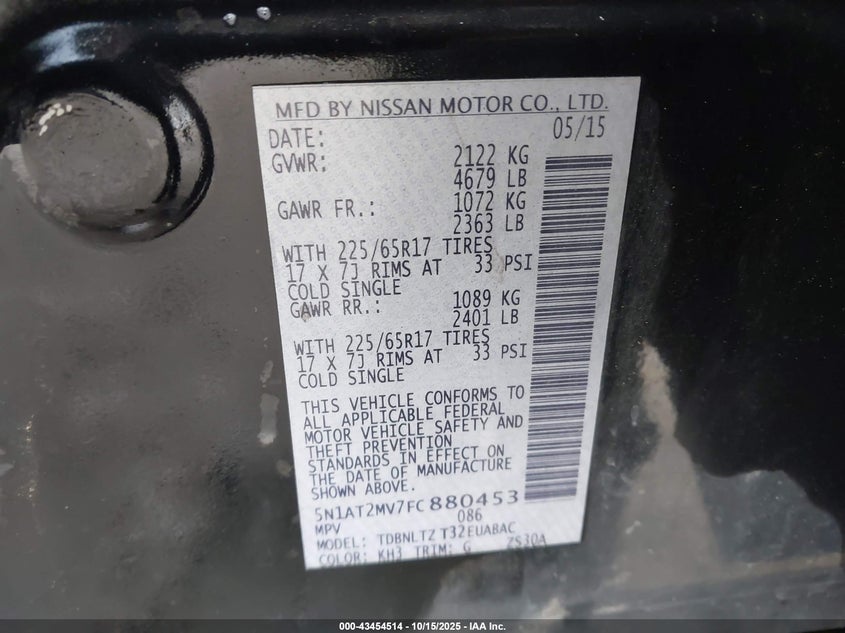 MFD BY NISSAN MOTOR CO., LTD.
DATE: 05/15
GVWR: 2122 KG
4679 LB
GAWR FR.: 1072 KG
2363 LB
WITH 225/65R17 TIRES
17 X 7J RIMS AT 33 PSI
COLD SINGLE
GAWR RR.: 1089 KG
2401 LB
WITH 225/65R17 TIRES
17 X 7J RIMS AT 33 PSI
COLD SINGLE
THIS VEHICLE CONFORMS TO
ALL APPLICABLE FEDERAL
MOTOR VEHICLE SAFETY AND
THEFT PREVENTION
STANDARDS IN EFFECT ON
THE DATE OF MANUFACTURE
SHOWN ABOVE.
5N1AT2MV7FC880453
MPV 086
MODEL: TDBNLTZ T32EUABAC
COLOR: KH3 TRIM: G ZS30A
000-43454514 - 10/15/2025 - IAA Inc.